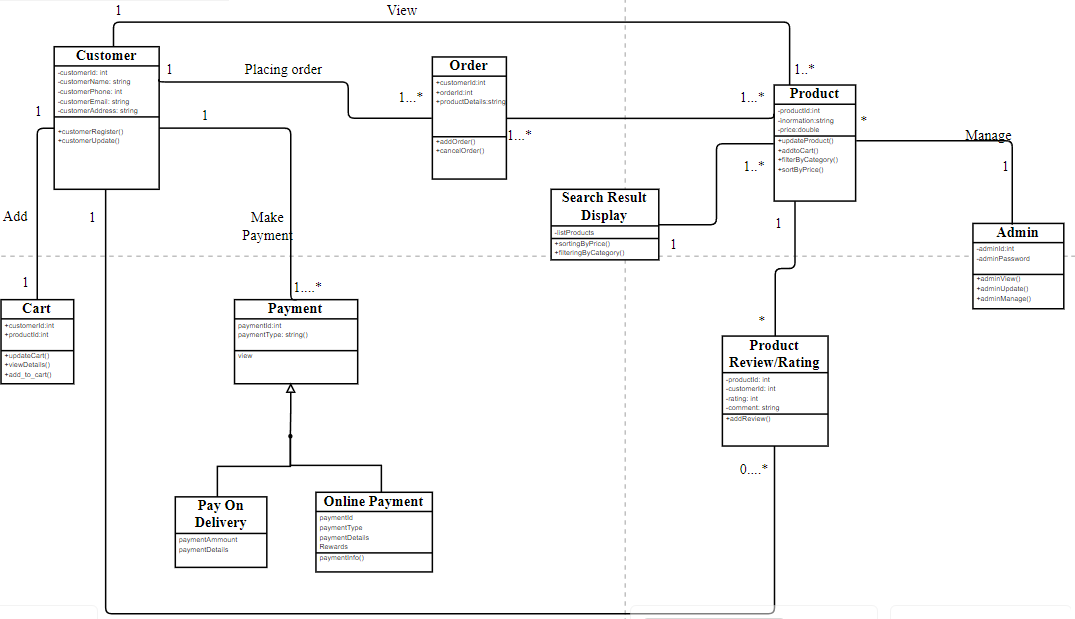 1
View
Customer
-customerId: int
-customerName: string
-customerPhone: int
-customerEmail: string
-customerAddress: string
+customerRegister()
+customerUpdate()
1
Placing order
1...*
Order
+customerId:int
+orderId:int
+productDetails:string
+addOrder()
+cancelOrder()
1...*
1...*
1..*
Product
-productId:int
-inormation:string
-price:double
+updateProduct()
+addtoCart()
+filterByCategory()
+sortByPrice()
*
Manage
1
Admin
-adminId:int
-adminPassword
+adminView()
+adminUpdate()
+adminManage()
1..*
Search Result
Display
-listProducts
+sortingByPrice()
+filteringByCategory()
1
1
*
Product
Review/Rating
-productId: int
-customerId: int
-rating: int
-comment: string
+addReview()
0....*
1
Add
1
Cart
+customerId:int
+productId:int
+updateCart()
+viewDetails()
+add_to_cart()
1
1
Make
Payment
1....*
Payment
paymentId:int
paymentType: string()
view
Pay On
Delivery
paymentAmmount
paymentDetails
Online Payment
paymentId
paymentType
paymentDetails
Rewards
paymentInfo()